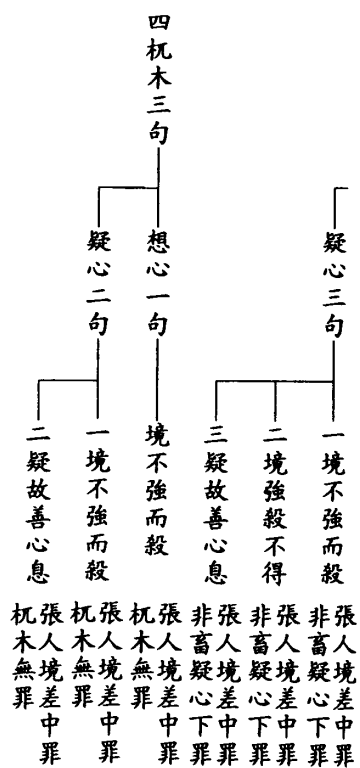 疑心三句
一境不強而殺
張人境差中罪
非畜疑心下罪
二境強殺不得
張人境差中罪
非畜疑心下罪
三疑故善心息
張人境差中罪
非畜疑心下罪
四杌木三句
想心一句
境不強而殺
張人境差中罪
杌木無罪
疑心二句
一境不強而殺
張人境差中罪
杌木無罪
二疑故善心息
張人境差中罪
杌木無罪